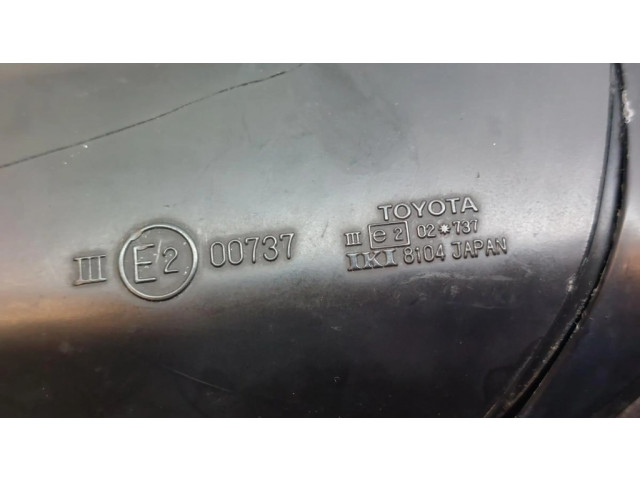 III E2 00737
TOYOTA
III e2 02*737
IKI 8104 JAPAN